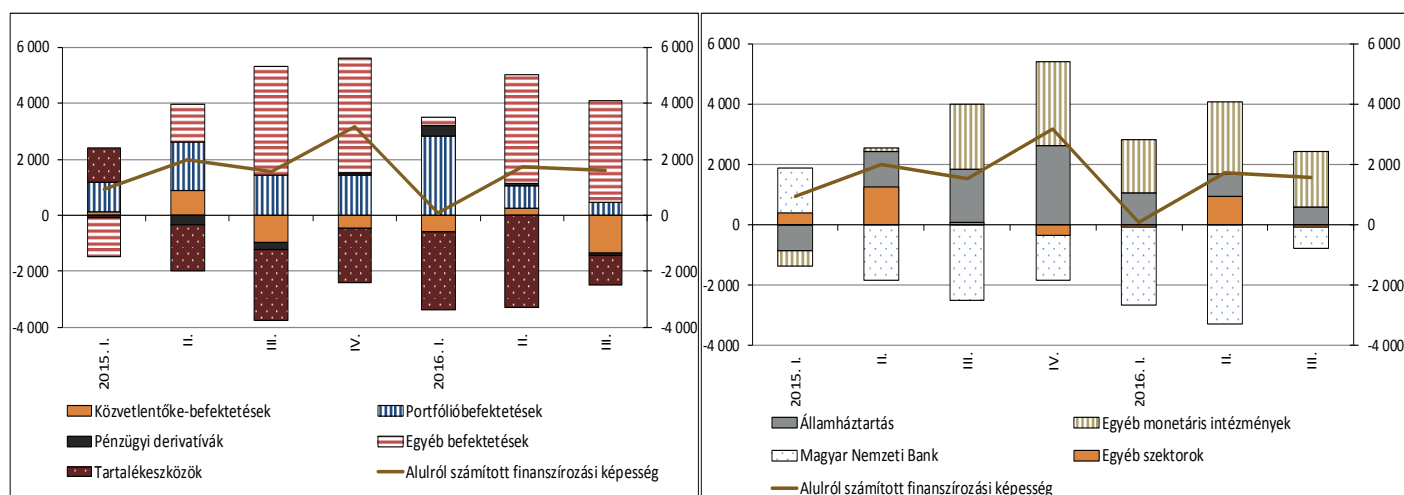 6 000
6 000
4 000
4 000
2 000
2 000
0
0
-2 000
-2 000
-4 000
-4 000
2015. I.
II.
III.
IV.
2016. I.
II.
III.
Közvetlentőke-befektetések
Portfólióbefektetések
Pénzügyi derivatívák
Egyéb befektetések
Tartalékeszközök
Alulról számított finanszírozási képesség
6 000
6 000
4 000
4 000
2 000
2 000
0
0
-2 000
-2 000
-4 000
-4 000
2015. I.
II.
III.
IV.
2016. I.
II.
III.
Államháztartás
Egyéb monetáris intézmények
Magyar Nemzeti Bank
Egyéb szektorok
Alulról számított finanszírozási képesség